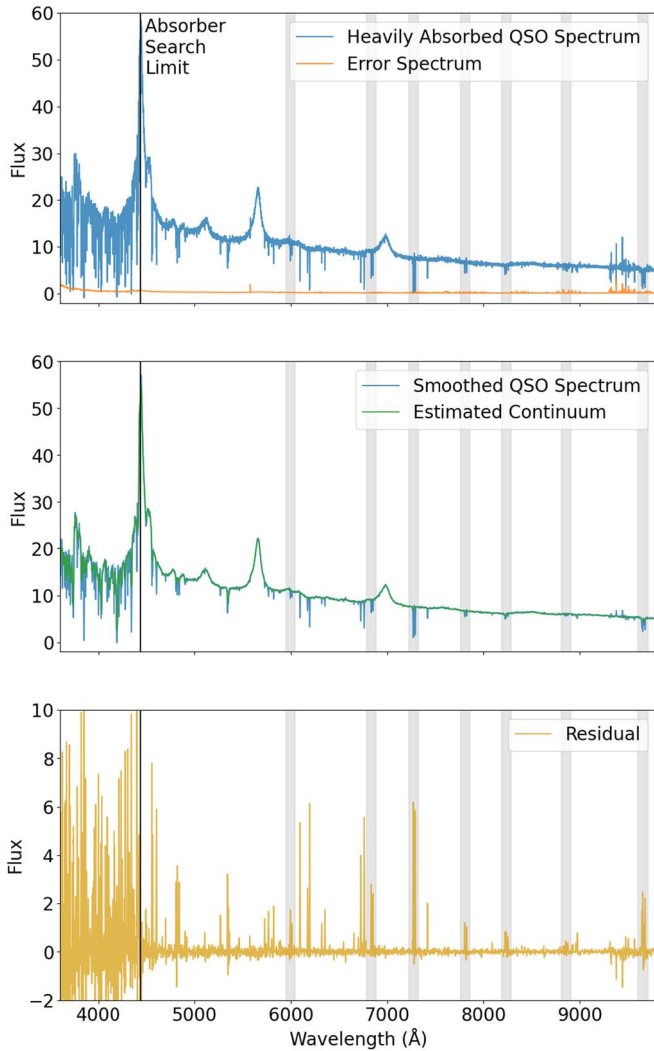 60
50
40
30
20
10
0
Flux
Absorber
Search
Limit
Heavily Absorbed QSO Spectrum
Error Spectrum
60
50
40
30
20
10
0
Flux
Smoothed QSO Spectrum
Estimated Continuum
10
8
6
4
2
0
−2
Flux
Residual
4000 5000 6000 7000 8000 9000
Wavelength (Å)